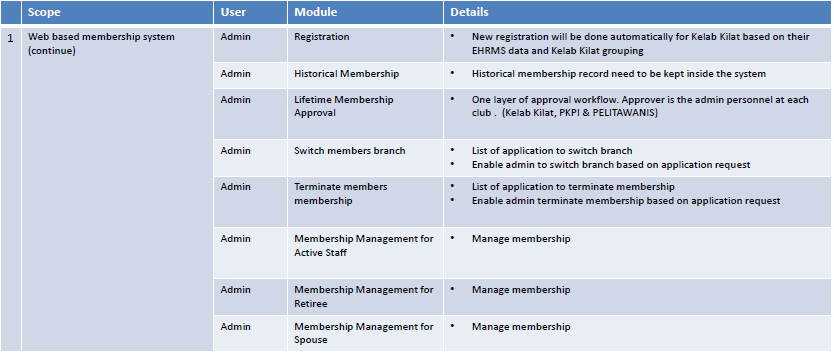 Scope User Module Details
1 Web based membership system Admin Registration • New registration will be done automatically for Kelab Kilat based on their
(continue) EHRMS data and Kelab Kilat grouping
Admin Historical Membership • Historical membership record need to be kept inside the system
Admin Lifetime Membership • One layer of approval workflow. Approver is the admin personnel at each
Approval club . (Kelab Kilat, PKPI & PELITAWANIS)
Admin Switch members branch • List of application to switch branch
• Enable admin to switch branch based on application request
Admin Terminate members • List of application to terminate membership
membership • Enable admin terminate membership based on application request
Admin Membership Management for • Manage membership
Active Staff
Admin Membership Management for • Manage membership
Retiree
Admin Membership Management for • Manage membership
Spouse